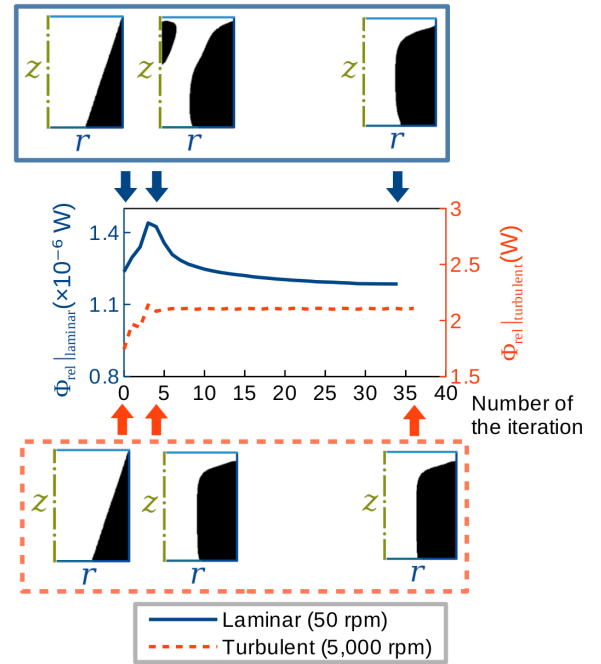 z
r
z
r
z
r
Φrel|laminar(×10⁻⁶ W)
1.4
1.1
0.8
3
2.5
2
1.5
Φrel|turbulent(W)
0 5 10 15 20 25 30 35 40
Number of
the iteration
z
r
z
r
z
r
Laminar (50 rpm)
Turbulent (5,000 rpm)